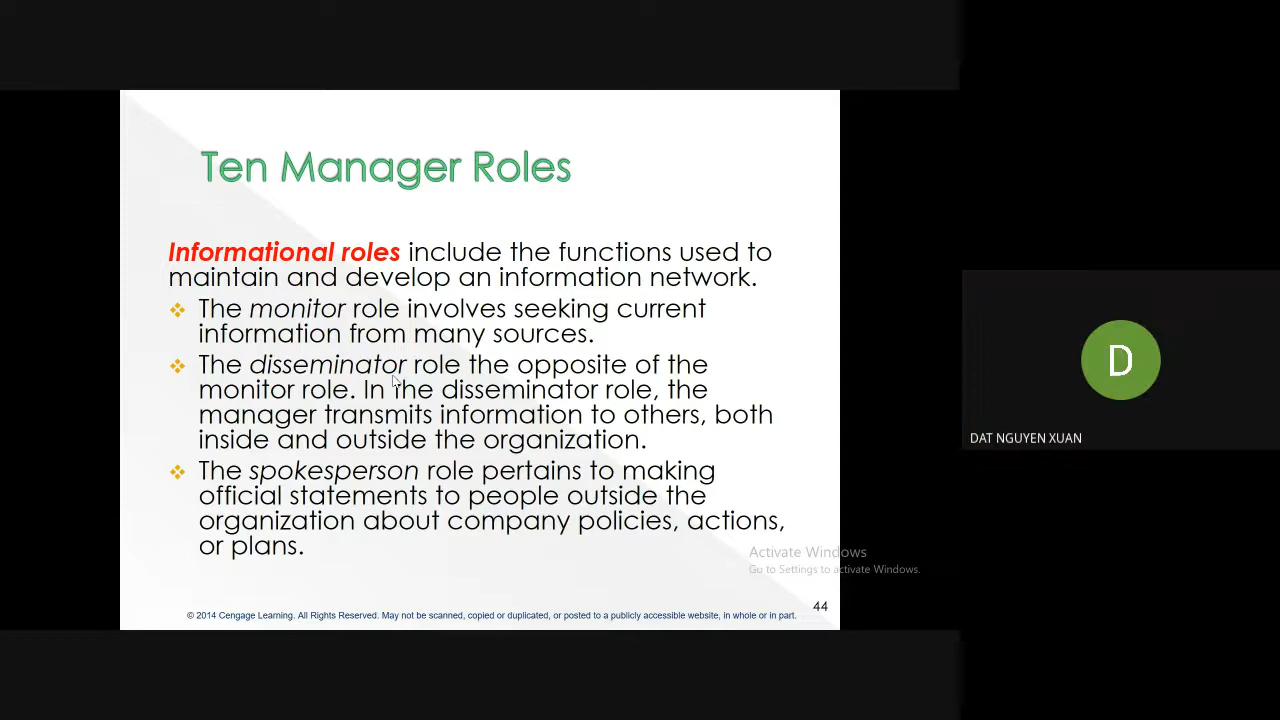 Ten Manager Roles
Informational roles include the functions used to
maintain and develop an information network.
❖ The monitor role involves seeking current
information from many sources.
❖ The disseminator role the opposite of the
monitor role. In the disseminator role, the
manager transmits information to others, both
inside and outside the organization.
❖ The spokesperson role pertains to making
official statements to people outside the
organization about company policies, actions,
or plans.
Activate Windows
Go to Settings to activate Windows.
44
© 2014 Cengage Learning. All Rights Reserved. May not be scanned, copied or duplicated, or posted to a publicly accessible website, in whole or in part.
D
DAT NGUYEN XUAN